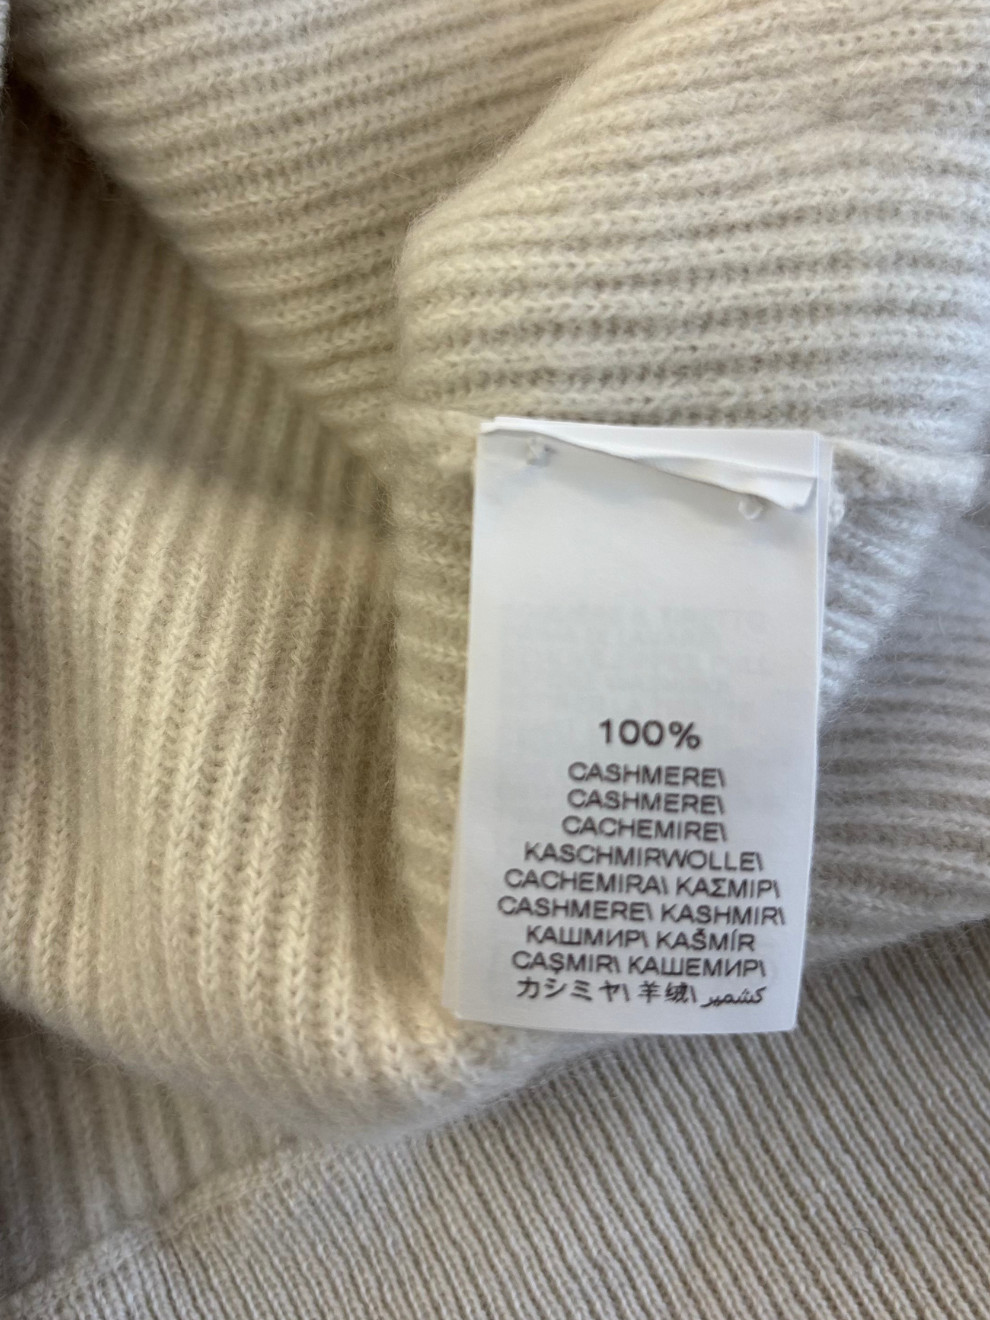 100%
CASHMERE\
CASHMERE\
CACHEMIRE\
KASCHMIRWOLLE\
CACHEMIRA\ ΚΑΣΜΙΡ\
CASHMERE\ KASHMIR\
КАШМИР\ KAŠMÍR
CAŞMIR\ КАШЕМИР\
カシミヤ\ 羊绒\ كشمير